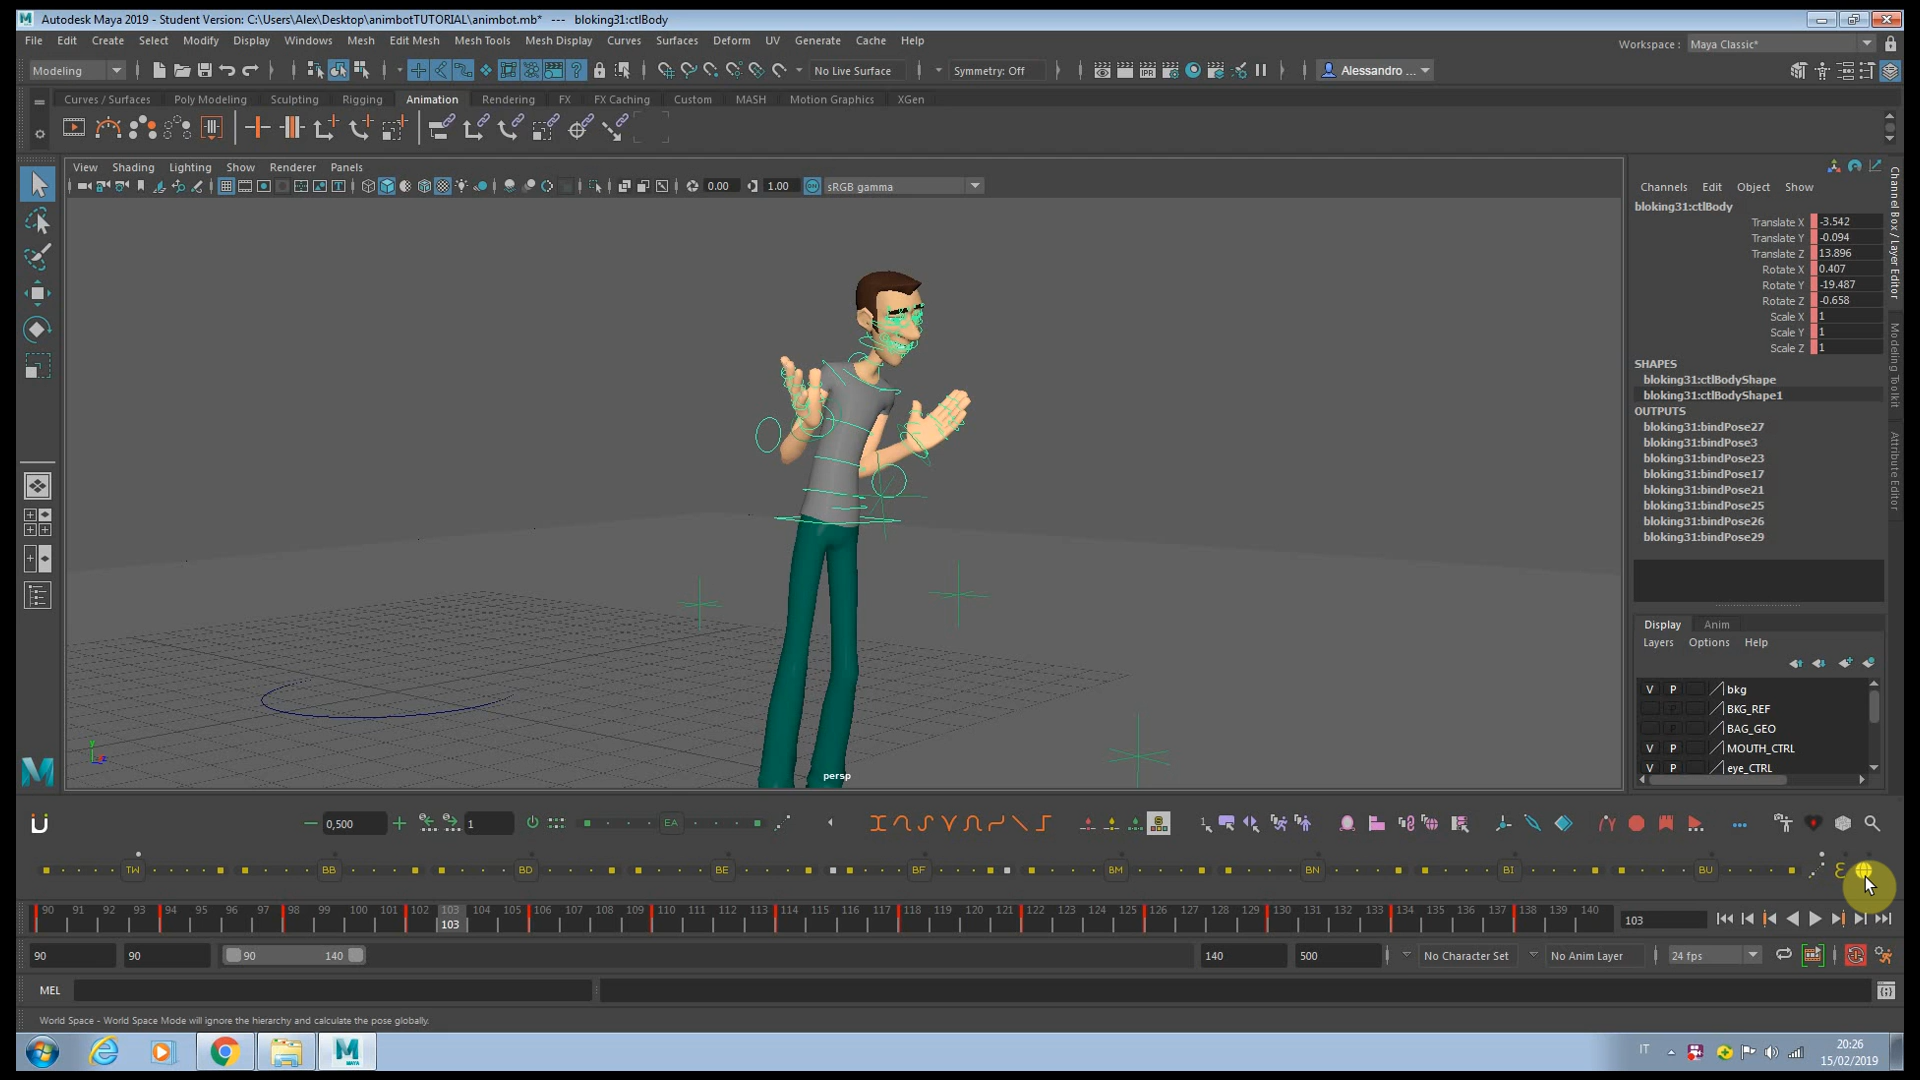 Autodesk Maya 2019 - Student Version: C:\Users\Alex\Desktop\animbotTUTORIAL\animbot.mb* --- bloking31:ctlBody
File Edit Create Select Modify Display Windows Mesh Edit Mesh Mesh Tools Mesh Display Curves Surfaces Deform UV Generate Cache Help
Workspace : Maya Classic*
Modeling No Live Surface Symmetry: Off Alessandro ...
Curves / Surfaces Poly Modeling Sculpting Rigging Animation Rendering FX FX Caching Custom MASH Motion Graphics XGen
View Shading Lighting Show Renderer Panels
0.00 1.00 sRGB gamma
Channels Edit Object Show
bloking31:ctlBody
Translate X -3.542
Translate Y -0.094
Translate Z 13.896
Rotate X 0.407
Rotate Y -19.487
Rotate Z -0.658
Scale X 1
Scale Y 1
Scale Z 1
SHAPES
bloking31:ctlBodyShape
bloking31:ctlBodyShape1
OUTPUTS
bloking31:bindPose27
bloking31:bindPose3
bloking31:bindPose23
bloking31:bindPose17
bloking31:bindPose21
bloking31:bindPose25
bloking31:bindPose26
bloking31:bindPose29
Channel Box / Layer Editor
Modeling Toolkit
Attribute Editor
Display Anim
Layers Options Help
V P bkg
BKG_REF
BAG_GEO
V P MOUTH_CTRL
V P eye_CTRL
persp
0,500 1 EA
TW BB BD BE BF BM BN BI BU
90 91 92 93 94 95 96 97 98 99 100 101 102 103 104 105 106 107 108 109 110 111 112 113 114 115 116 117 118 119 120 121 122 123 124 125 126 127 128 129 130 131 132 133 134 135 136 137 138 139 140
103
103
90 90 90 140 140 500 No Character Set No Anim Layer 24 fps
MEL
World Space - World Space Mode will ignore the hierarchy and calculate the pose globally.
IT 20:26
15/02/2019